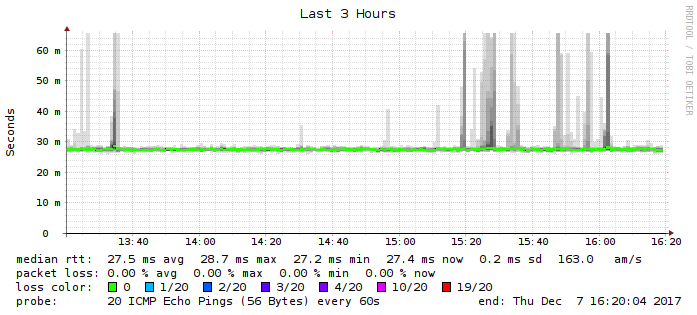 Last 3 Hours
RRDTOOL / TOBI OETIKER
Seconds
60 m
50 m
40 m
30 m
20 m
10 m
0
13:40 14:00 14:20 14:40 15:00 15:20 15:40 16:00 16:20
median rtt: 27.5 ms avg 28.7 ms max 27.2 ms min 27.4 ms now 0.2 ms sd 163.0 am/s
packet loss: 0.00 % avg 0.00 % max 0.00 % min 0.00 % now
loss color: 0 1/20 2/20 3/20 4/20 10/20 19/20
probe: 20 ICMP Echo Pings (56 Bytes) every 60s end: Thu Dec 7 16:20:04 2017